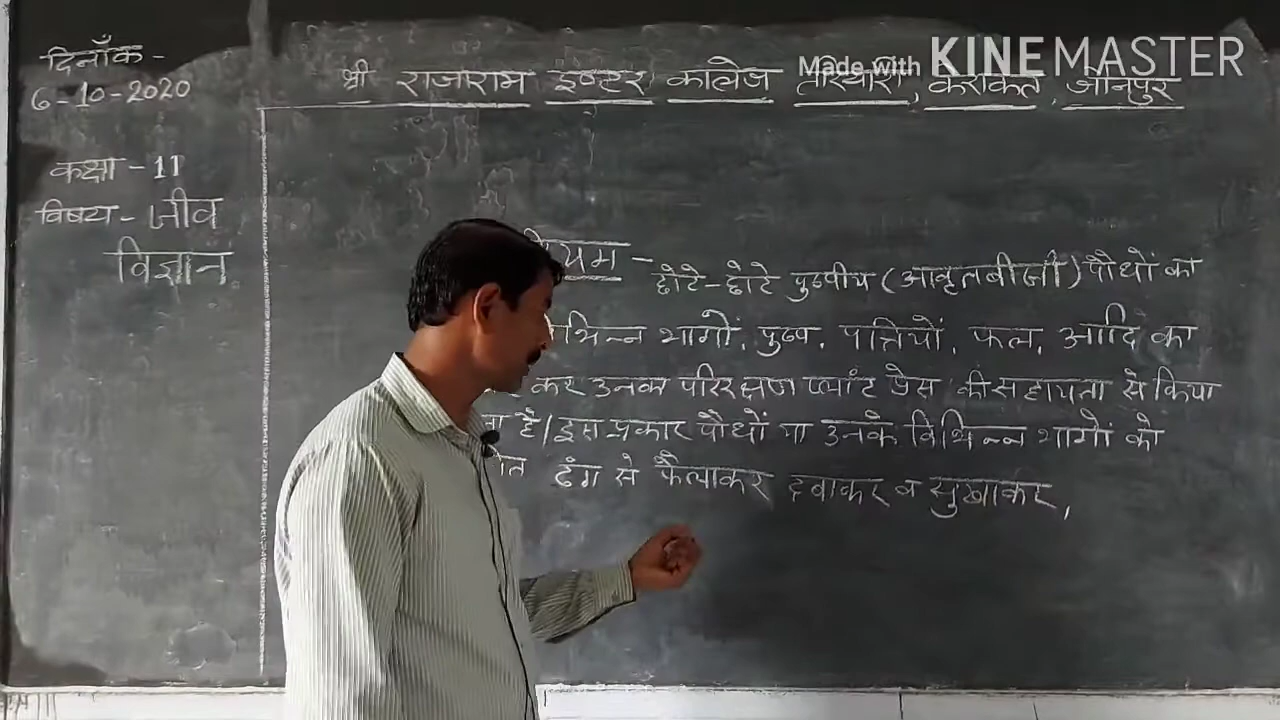 दिनाँक -
6-10-2020
कक्षा - 11
विषय - जीव
विज्ञान
Made with KINEMASTER
श्री राजाराम इण्टर कालेज तरियारी, केराकत, जौनपुर
छोटे-छोटे पुष्पीय (आवृतबीजी) पौधों का
भागों, पुष्प, पत्तियों, फल, आदि का
कर उनका परिरक्षण प्लांट प्रेस की सहायता से किया
है। इस प्रकार पौधों या उनके विभिन्न भागों को
ढंग से फैलाकर दबाकर व सुखाकर,